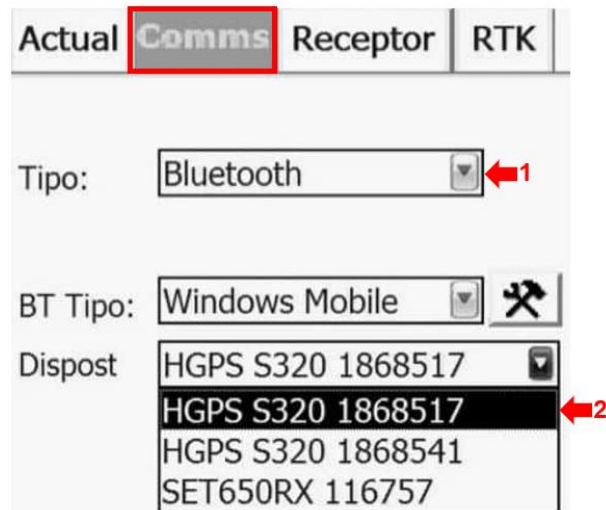 Actual Comms Receptor RTK
Tipo: Bluetooth 1
BT Tipo: Windows Mobile
Dispost HGPS S320 1868517
HGPS S320 1868517 2
HGPS S320 1868541
SET650RX 116757